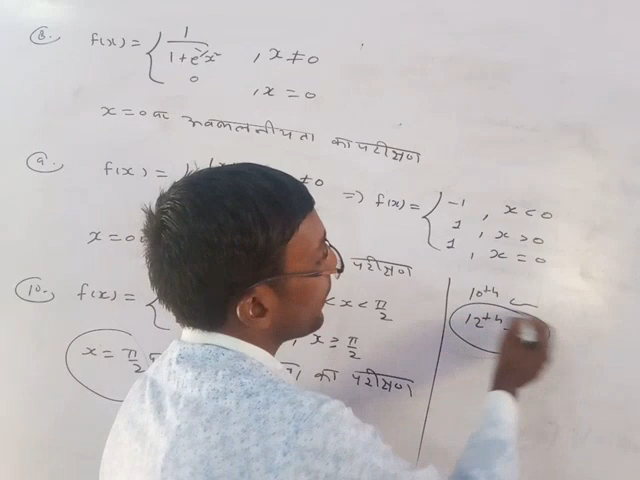 8. f(x) = { 1/(1+e^1/x²) , x ≠ 0
0 , x = 0
x = 0 पर अवकलनीयता का परीक्षण
9. f(x) = ≠ 0 => f(x) = { -1 , x < 0
1 , x > 0
1 , x = 0
x = 0 परीक्षण
10. f(x) = { < x < π/2
, x ≥ π/2
x = π/2 का परीक्षण
10th
12th